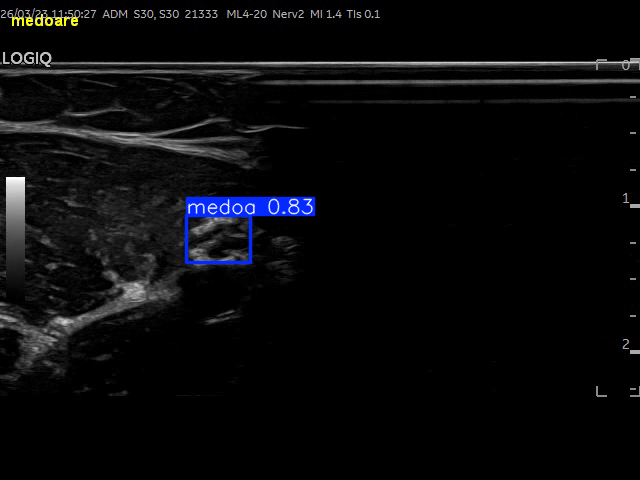 26/03/23 11:50:27 ADM S30, S30 21333 ML4-20 Nerv2 MI 1.4 TIs 0.1
medoare
LOGIQ
0
1
medoa 0.83
2